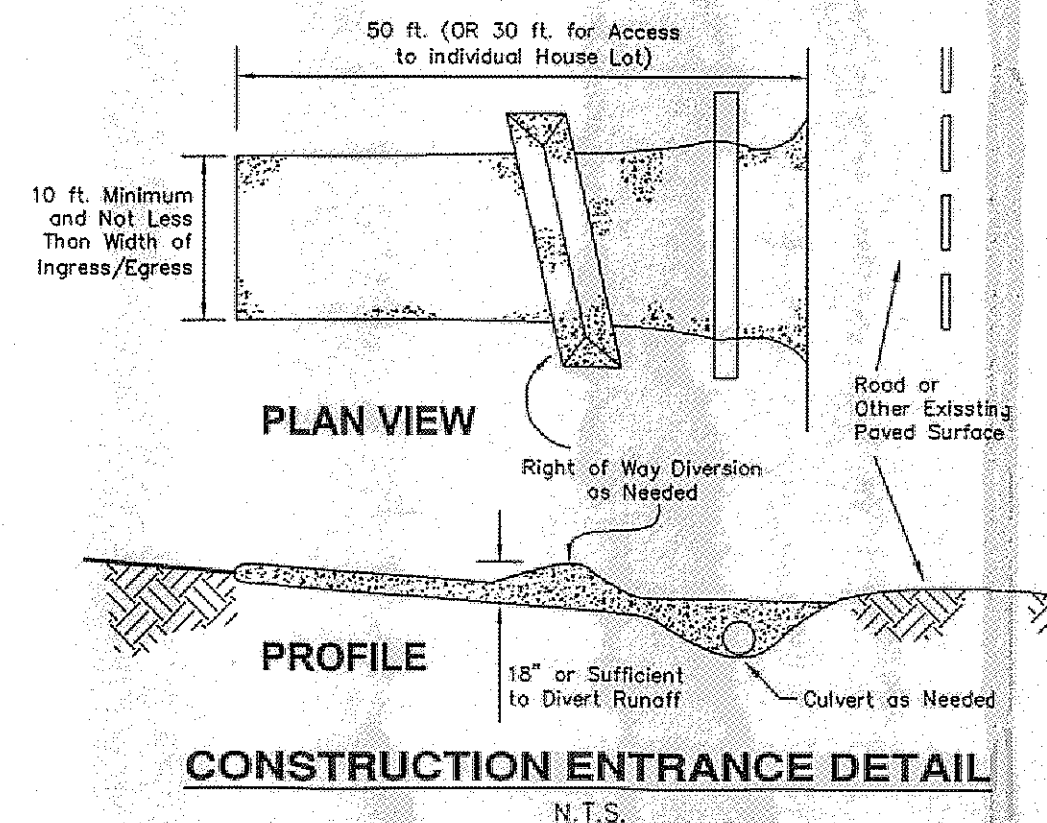 50 ft. (OR 30 ft. for Access
to individual House Lot)
10 ft. Minimum
and Not Less
Than Width of
Ingress/Egress
Road or
Other Exissting
Paved Surface
PLAN VIEW
Right of Way Diversion
as Needed
PROFILE
18" or Sufficient
to Divert Runoff
Culvert as Needed
CONSTRUCTION ENTRANCE DETAIL
N.T.S.